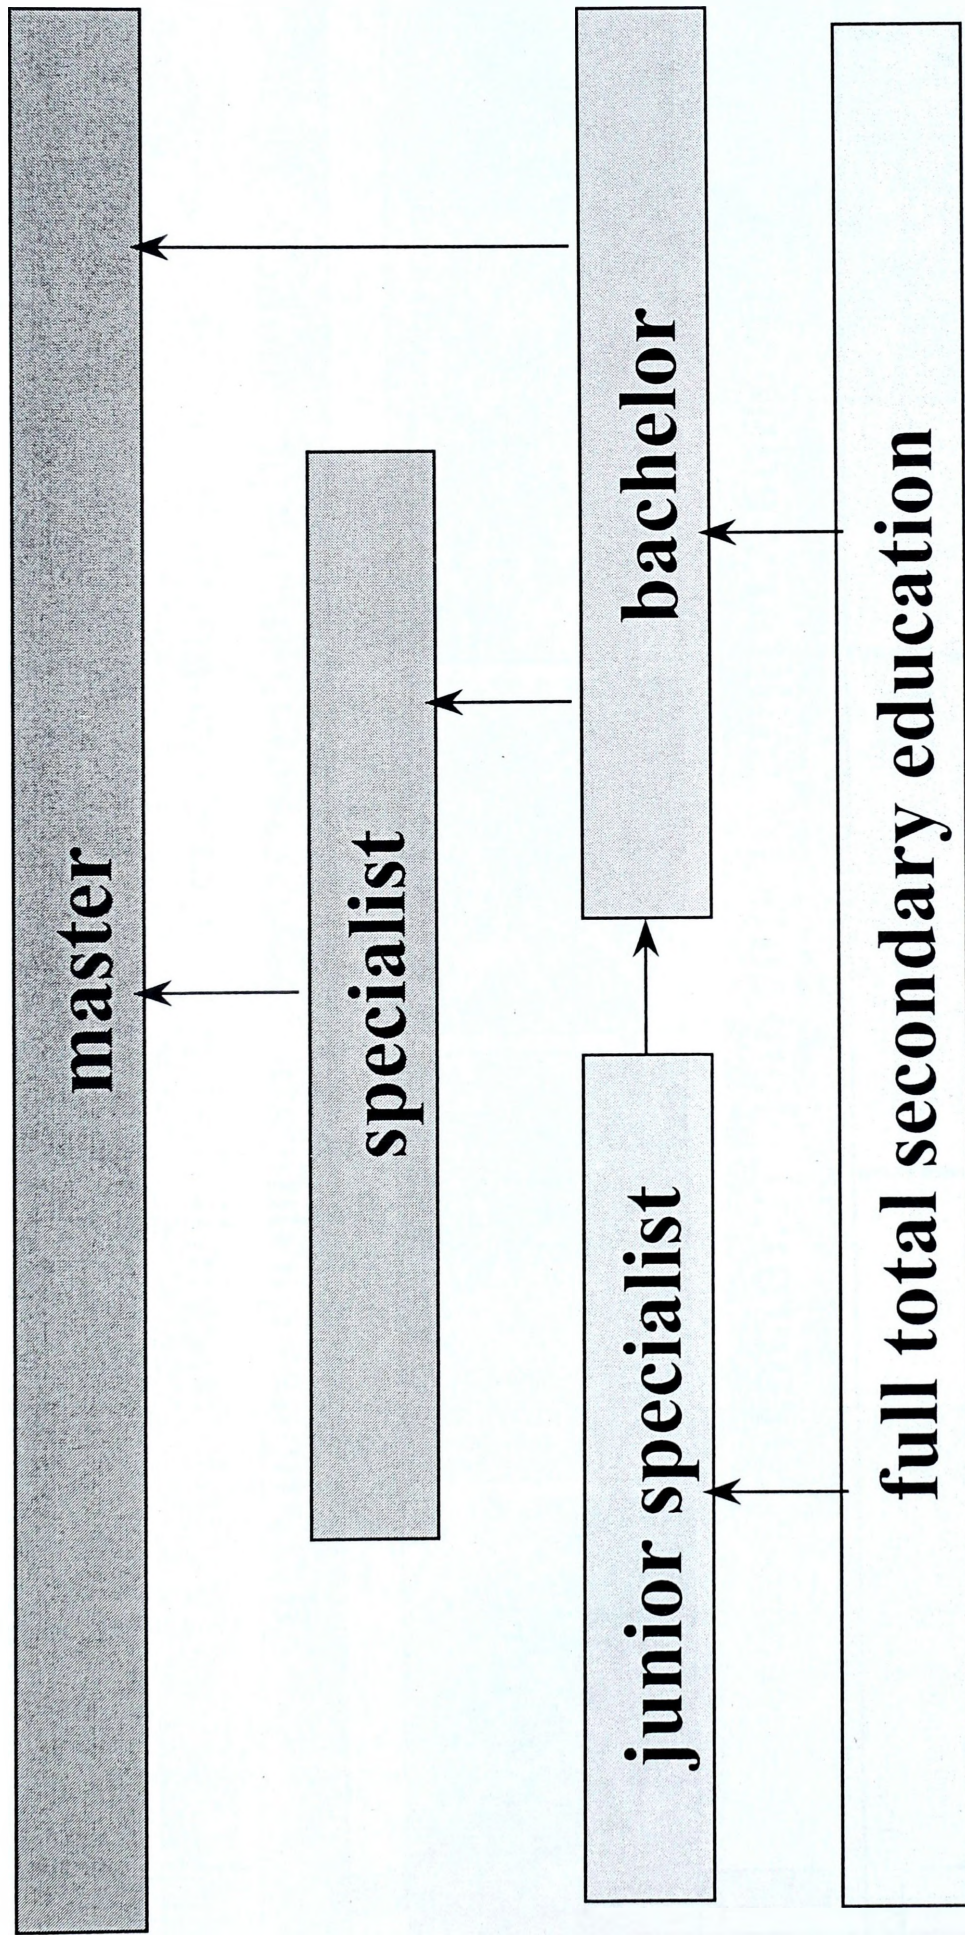 master
specialist
junior specialist
bachelor
full total secondary education